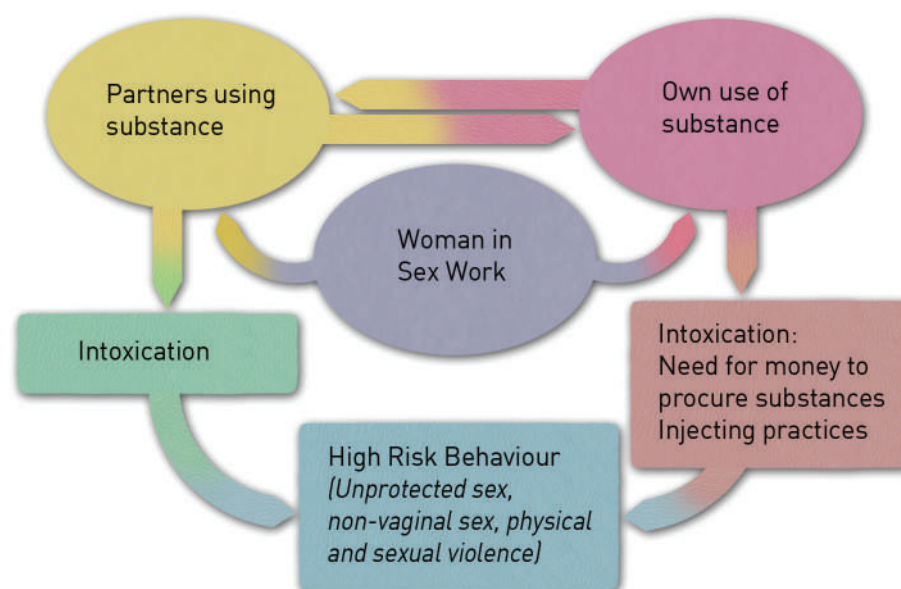 Partners using
substance
Own use of
substance
Woman in
Sex Work
Intoxication
Intoxication:
Need for money to
procure substances
Injecting practices
High Risk Behaviour
(Unprotected sex,
non-vaginal sex, physical
and sexual violence)